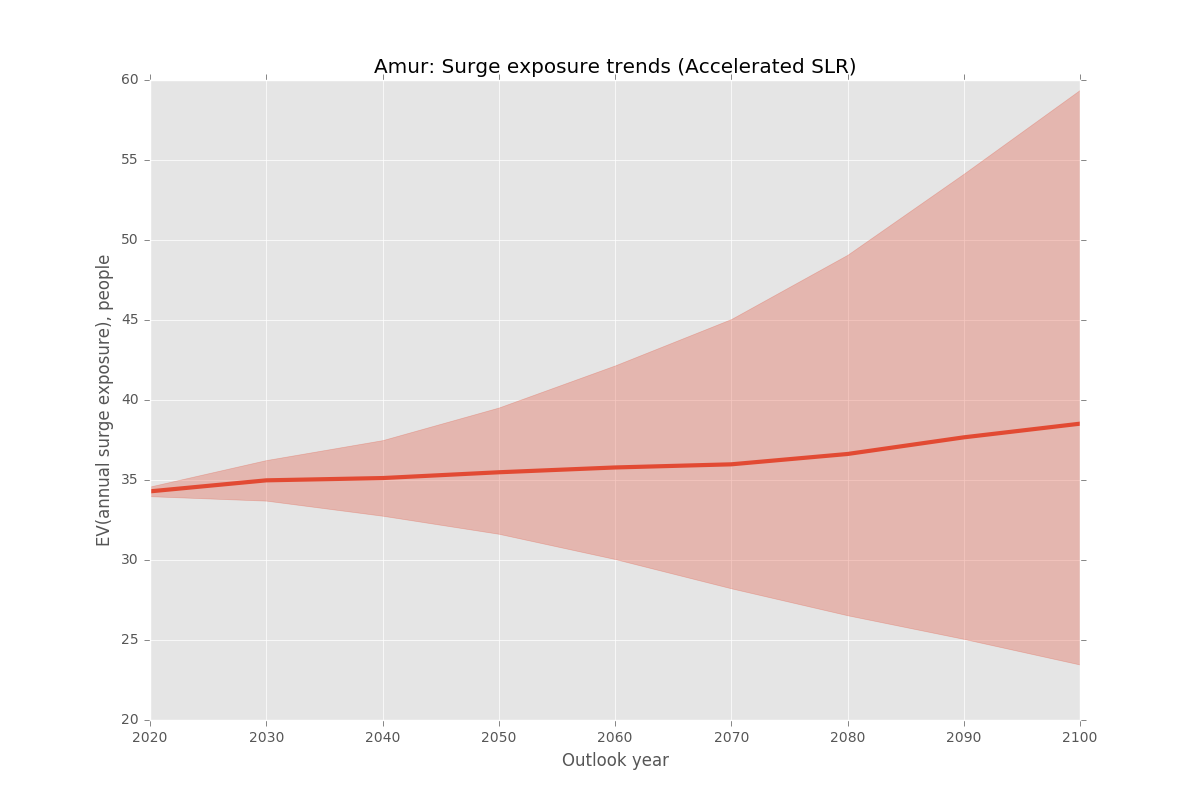 Amur: Surge exposure trends (Accelerated SLR)
EV(annual surge exposure), people
60
55
50
45
40
35
30
25
20
2020 2030 2040 2050 2060 2070 2080 2090 2100
Outlook year